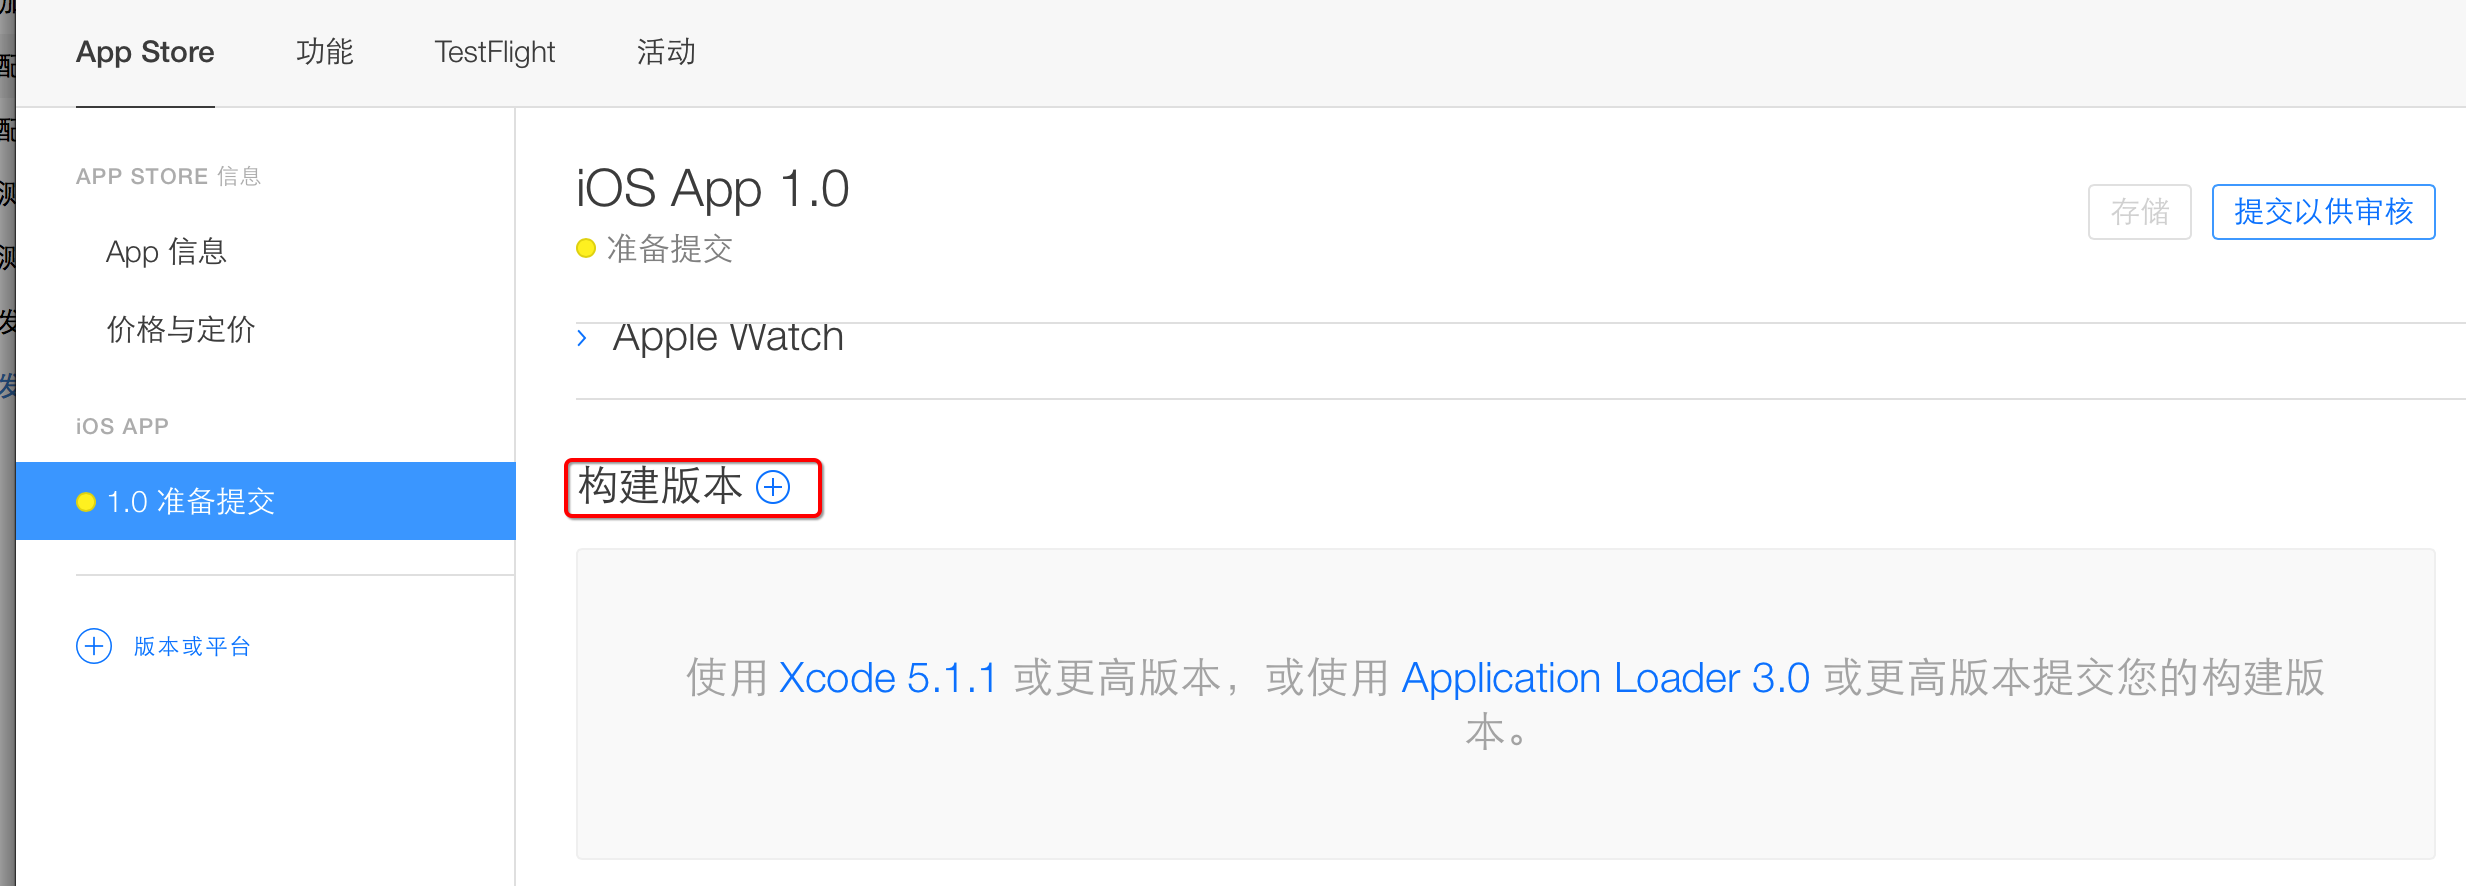 App Store 功能 TestFlight 活动
APP STORE 信息
App 信息
价格与定价
iOS APP
1.0 准备提交
版本或平台
iOS App 1.0
准备提交
存储 提交以供审核
Apple Watch
构建版本
使用 Xcode 5.1.1 或更高版本，或使用 Application Loader 3.0 或更高版本提交您的构建版
本。